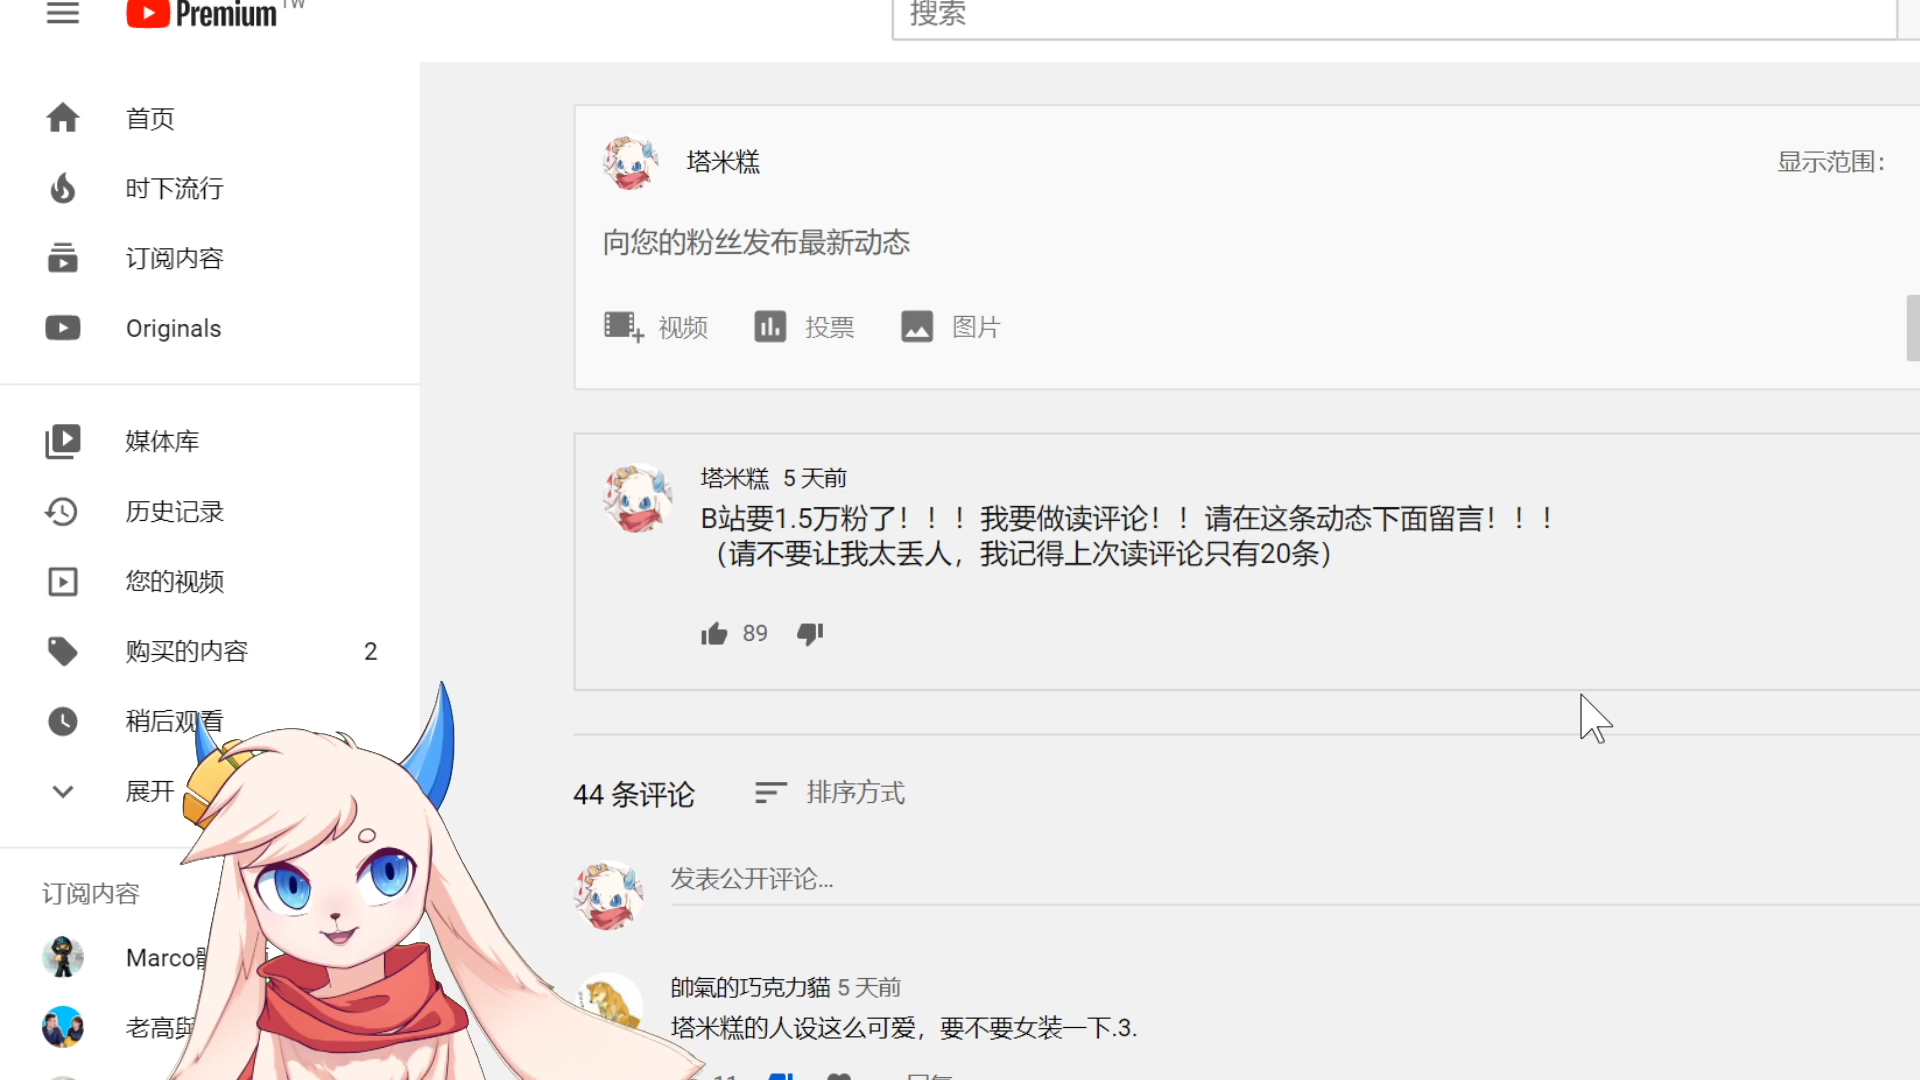 Premium TW
搜索
首页
时下流行
订阅内容
Originals
媒体库
历史记录
您的视频
购买的内容 2
稍后观看
展开
订阅内容
Marco
老高與
塔米糕
显示范围：
向您的粉丝发布最新动态
视频 投票 图片
塔米糕 5 天前
B站要1.5万粉了！！！我要做读评论！！请在这条动态下面留言！！！
（请不要让我太丢人，我记得上次读评论只有20条）
89
44 条评论 排序方式
发表公开评论...
帥氣的巧克力貓 5 天前
塔米糕的人设这么可爱，要不要女装一下.3.
11 回复